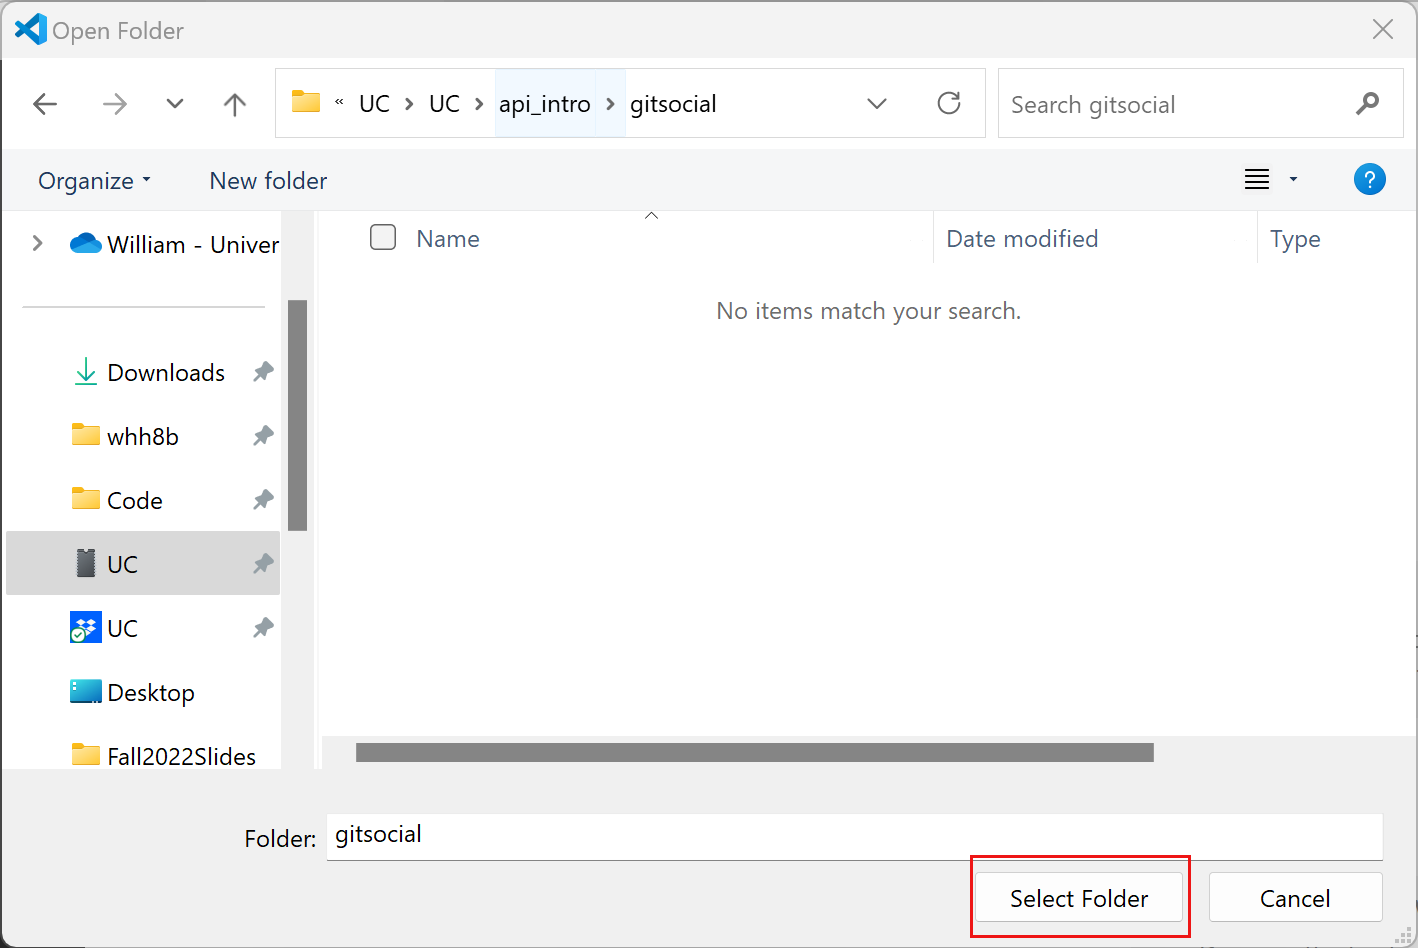 Open Folder
« UC > UC > api_intro > gitsocial
Search gitsocial
Organize
New folder
?
William - Univer
Name
Date modified
Type
No items match your search.
Downloads
whh8b
Code
UC
UC
Desktop
Fall2022Slides
Folder:
gitsocial
Select Folder
Cancel